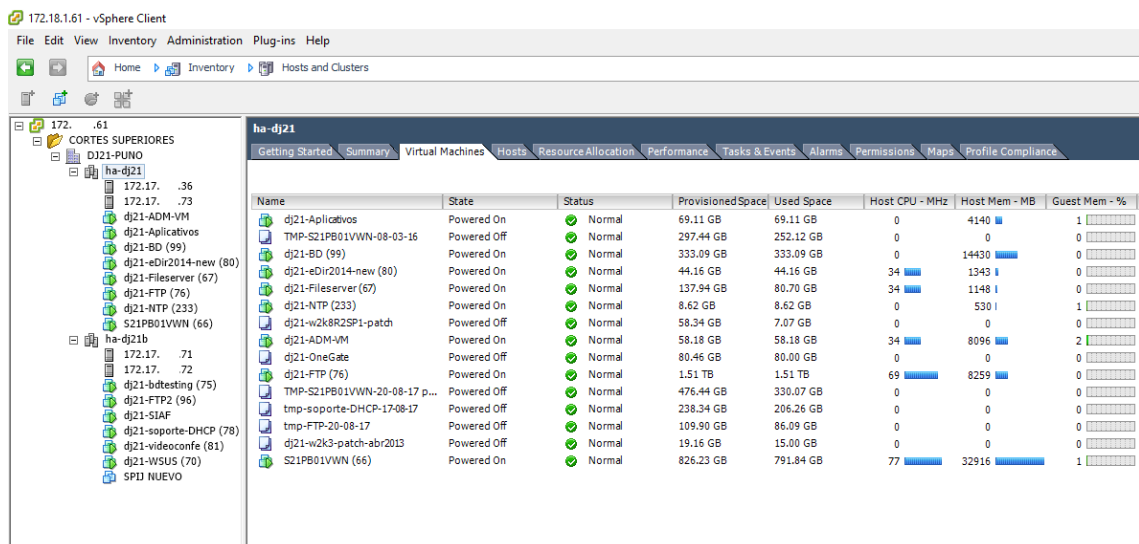 172.18.1.61 - vSphere Client
File Edit View Inventory Administration Plug-ins Help
Home Inventory Hosts and Clusters
172. .61
CORTES SUPERIORES
DJ21-PUNO
ha-dj21
172.17. .36
172.17. .73
dj21-ADM-VM
dj21-Aplicativos
dj21-BD (99)
dj21-eDir2014-new (80)
dj21-Fileserver (67)
dj21-FTP (76)
dj21-NTP (233)
S21PB01VWN (66)
ha-dj21b
172.17. .71
172.17. .72
dj21-bdtesting (75)
dj21-FTP2 (96)
dj21-SIAF
dj21-soporte-DHCP (78)
dj21-videoconfe (81)
dj21-WSUS (70)
SPIJ NUEVO
ha-dj21
Getting Started Summary Virtual Machines Hosts Resource Allocation Performance Tasks & Events Alarms Permissions Maps Profile Compliance
Name State Status Provisioned Space Used Space Host CPU - MHz Host Mem - MB Guest Mem - %
dj21-Aplicativos Powered On Normal 69.11 GB 69.11 GB 0 4140 1
TMP-S21PB01VWN-08-03-16 Powered Off Normal 297.44 GB 252.12 GB 0 0 0
dj21-BD (99) Powered On Normal 333.09 GB 333.09 GB 0 14430 0
dj21-eDir2014-new (80) Powered On Normal 44.16 GB 44.16 GB 34 1343 0
dj21-Fileserver (67) Powered On Normal 137.94 GB 80.70 GB 34 1148 0
dj21-NTP (233) Powered On Normal 8.62 GB 8.62 GB 0 530 1
dj21-w2k8R2SP1-patch Powered Off Normal 58.34 GB 7.07 GB 0 0 0
dj21-ADM-VM Powered On Normal 58.18 GB 58.18 GB 34 8096 2
dj21-OneGate Powered Off Normal 80.46 GB 80.00 GB 0 0 0
dj21-FTP (76) Powered On Normal 1.51 TB 1.51 TB 69 8259 0
TMP-S21PB01VWN-20-08-17 p... Powered Off Normal 476.44 GB 330.07 GB 0 0 0
tmp-soporte-DHCP-17-08-17 Powered Off Normal 238.34 GB 206.26 GB 0 0 0
tmp-FTP-20-08-17 Powered Off Normal 109.90 GB 86.09 GB 0 0 0
dj21-w2k3-patch-abr2013 Powered Off Normal 19.16 GB 15.00 GB 0 0 0
S21PB01VWN (66) Powered On Normal 826.23 GB 791.84 GB 77 32916 1